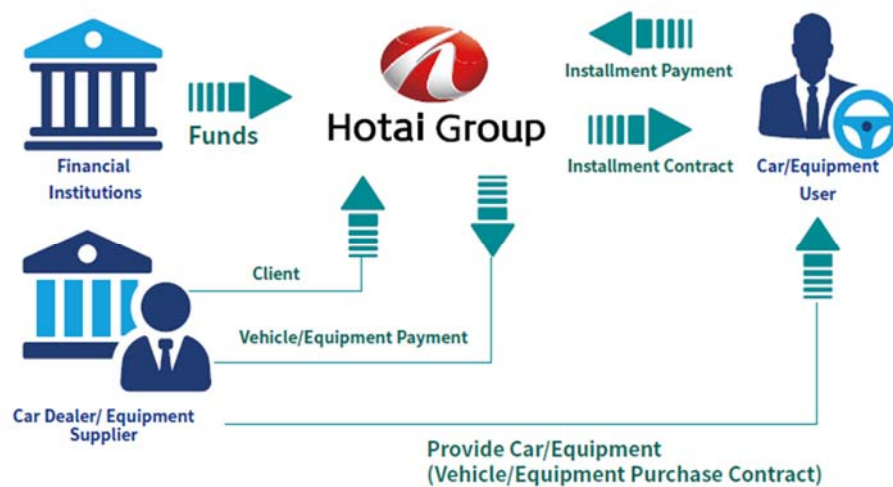 Installment Payment
Hotai Group
Funds
Installment Contract
Financial
Institutions
Car/Equipment
User
Client
Vehicle/Equipment Payment
Car Dealer/ Equipment
Supplier
Provide Car/Equipment
(Vehicle/Equipment Purchase Contract)